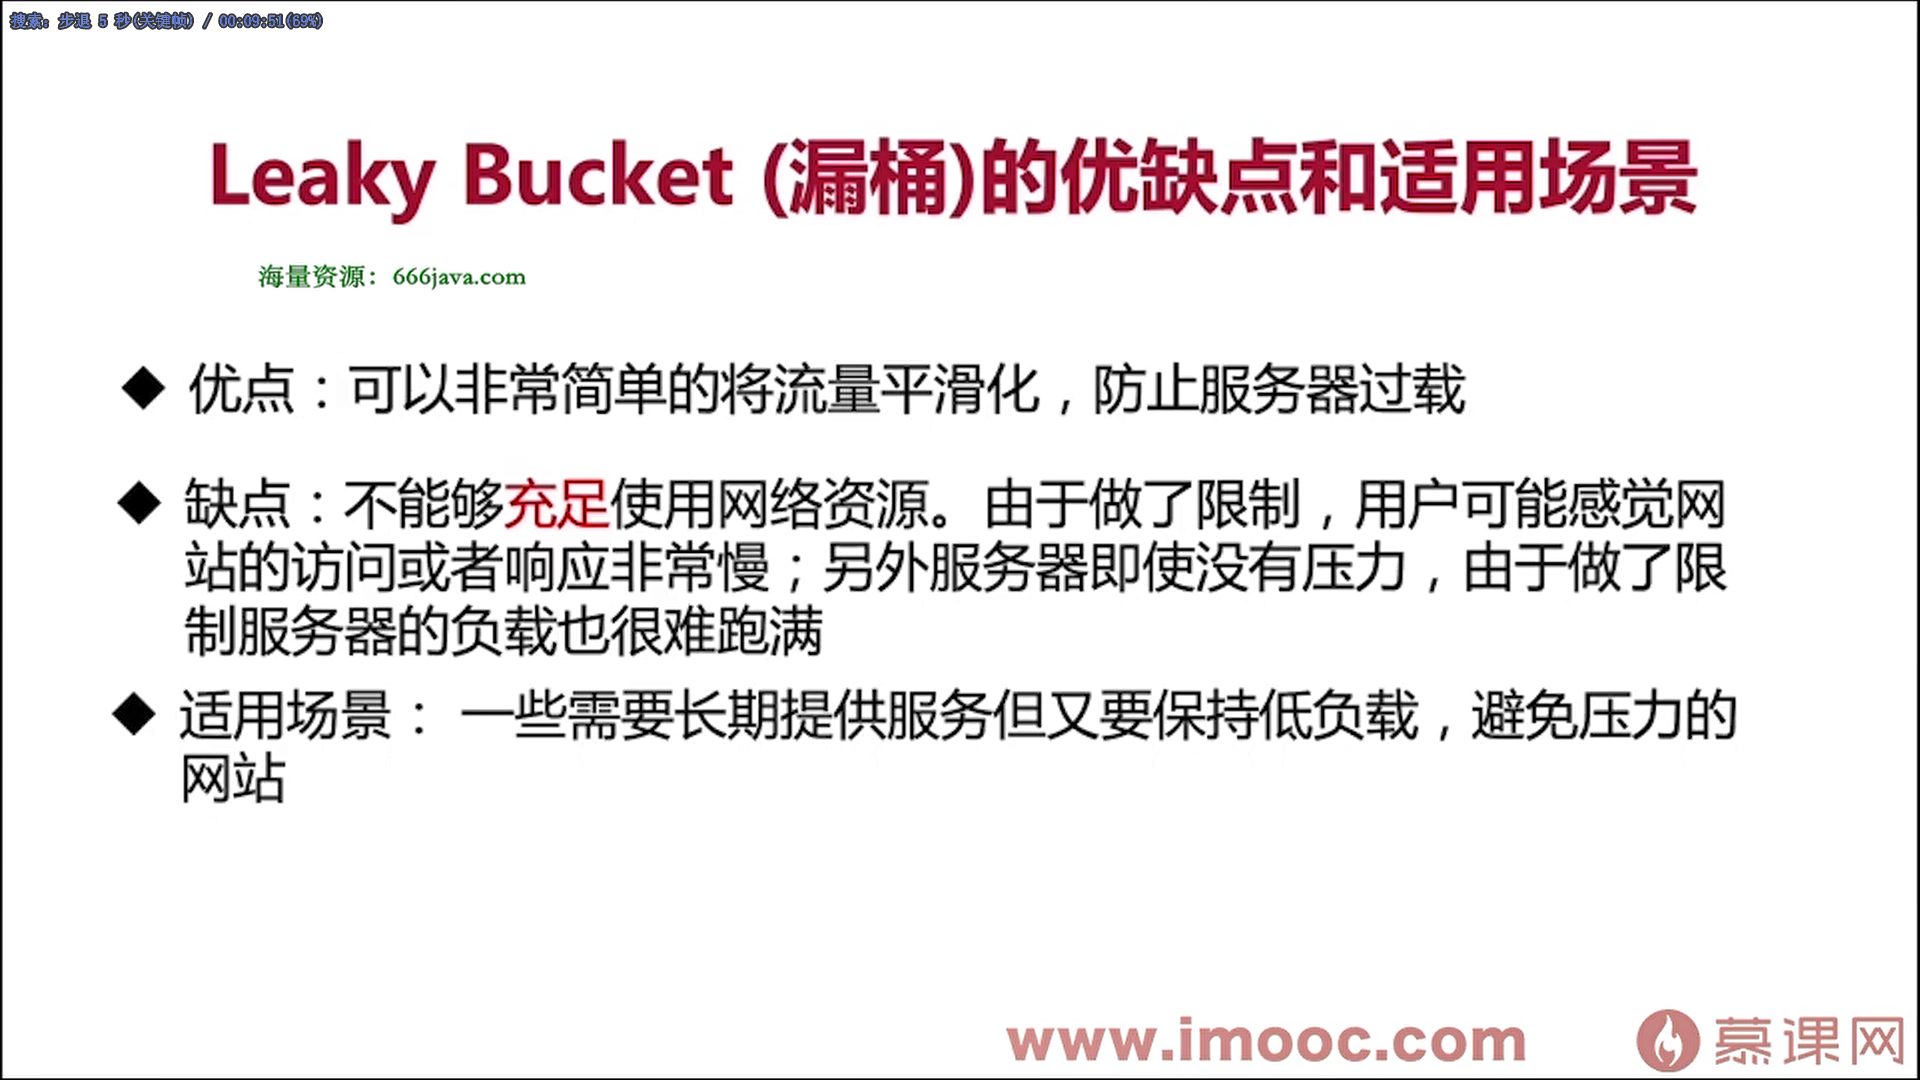 搜索: 步退 5 秒(关键帧) / 00:09:51(69%)
Leaky Bucket (漏桶)的优缺点和适用场景
海量资源：666java.com
◆ 优点：可以非常简单的将流量平滑化，防止服务器过载
◆ 缺点：不能够充足使用网络资源。由于做了限制，用户可能感觉网
站的访问或者响应非常慢；另外服务器即使没有压力，由于做了限
制服务器的负载也很难跑满
◆ 适用场景： 一些需要长期提供服务但又要保持低负载，避免压力的
网站
www.imooc.com 慕课网